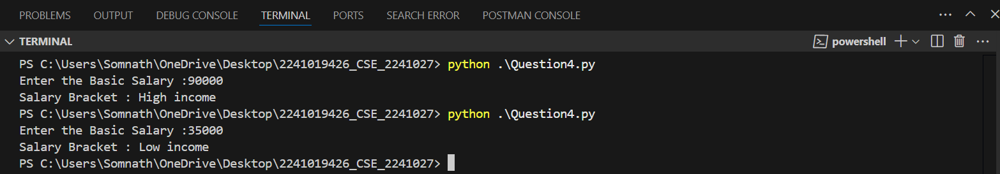 PROBLEMS OUTPUT DEBUG CONSOLE TERMINAL PORTS SEARCH ERROR POSTMAN CONSOLE
TERMINAL powershell
PS C:\Users\Somnath\OneDrive\Desktop\2241019426_CSE_2241027> python .\Question4.py
Enter the Basic Salary :90000
Salary Bracket : High income
PS C:\Users\Somnath\OneDrive\Desktop\2241019426_CSE_2241027> python .\Question4.py
Enter the Basic Salary :35000
Salary Bracket : Low income
PS C:\Users\Somnath\OneDrive\Desktop\2241019426_CSE_2241027>